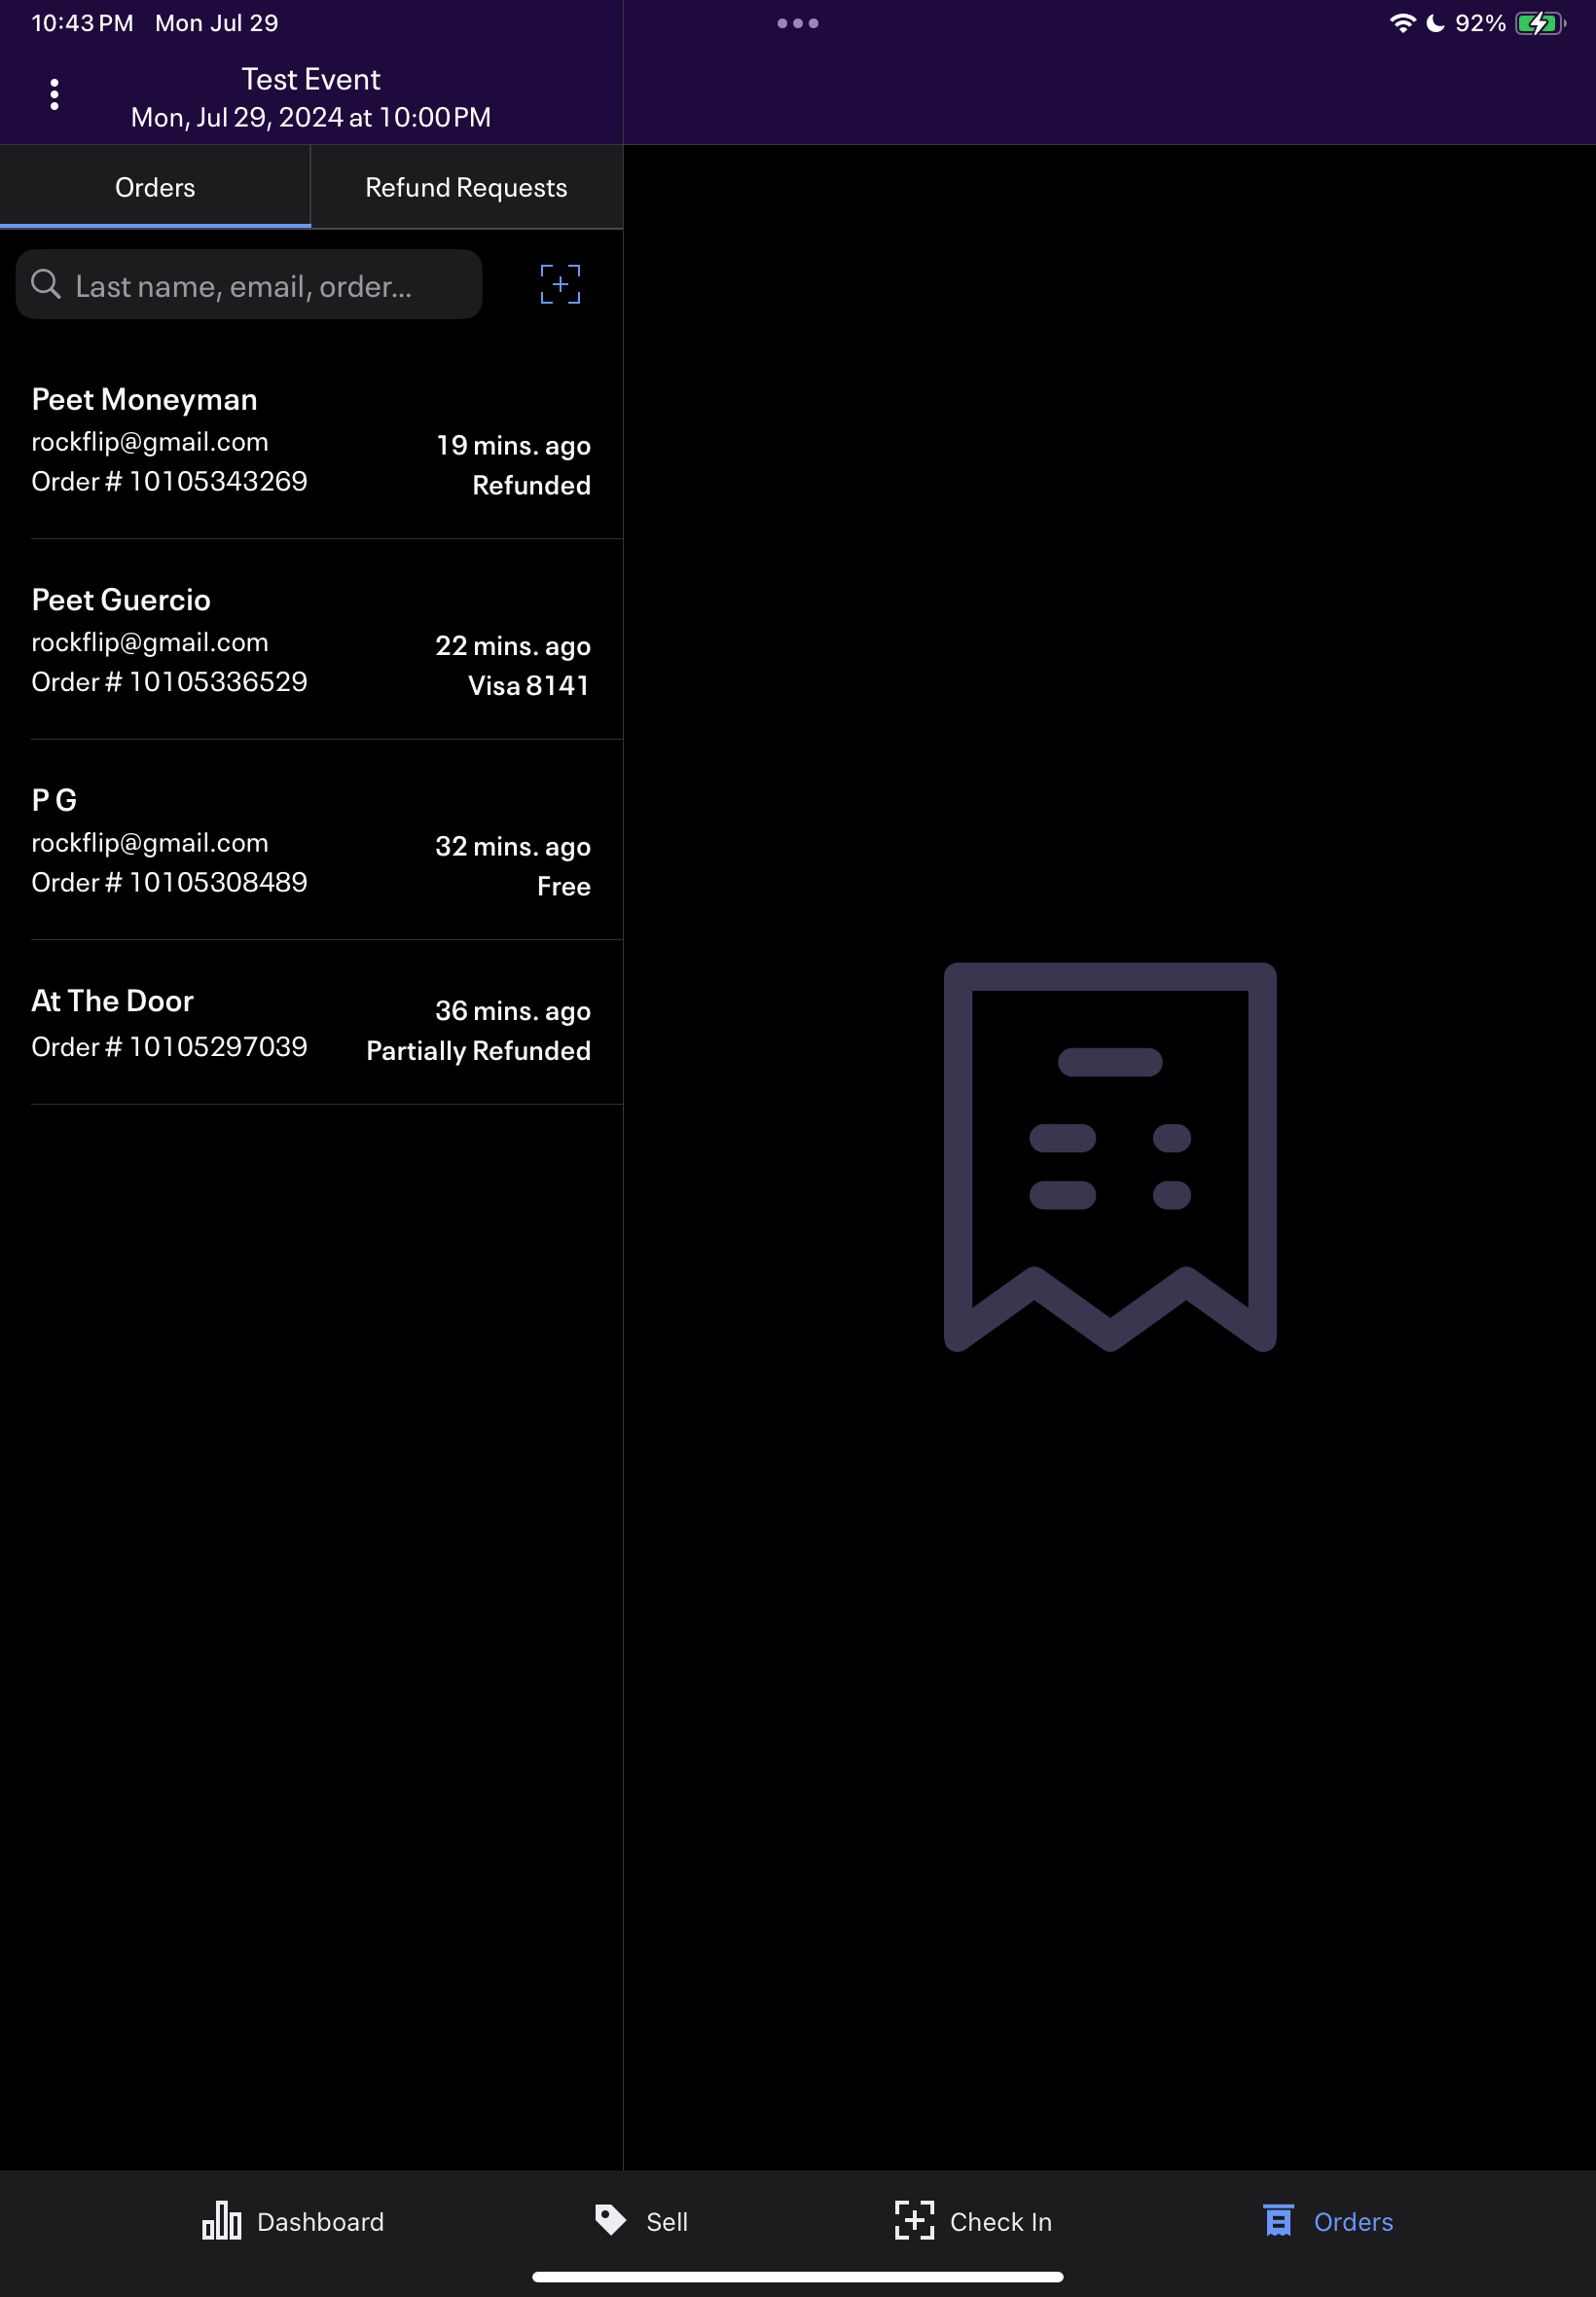 10:43 PM Mon Jul 29
92%
Test Event
Mon, Jul 29, 2024 at 10:00 PM
Orders
Refund Requests
Last name, email, order...
Peet Moneyman
rockflip@gmail.com
19 mins. ago
Order # 10105343269
Refunded
Peet Guercio
rockflip@gmail.com
22 mins. ago
Order # 10105336529
Visa 8141
P G
rockflip@gmail.com
32 mins. ago
Order # 10105308489
Free
At The Door
36 mins. ago
Order # 10105297039
Partially Refunded
Dashboard
Sell
Check In
Orders